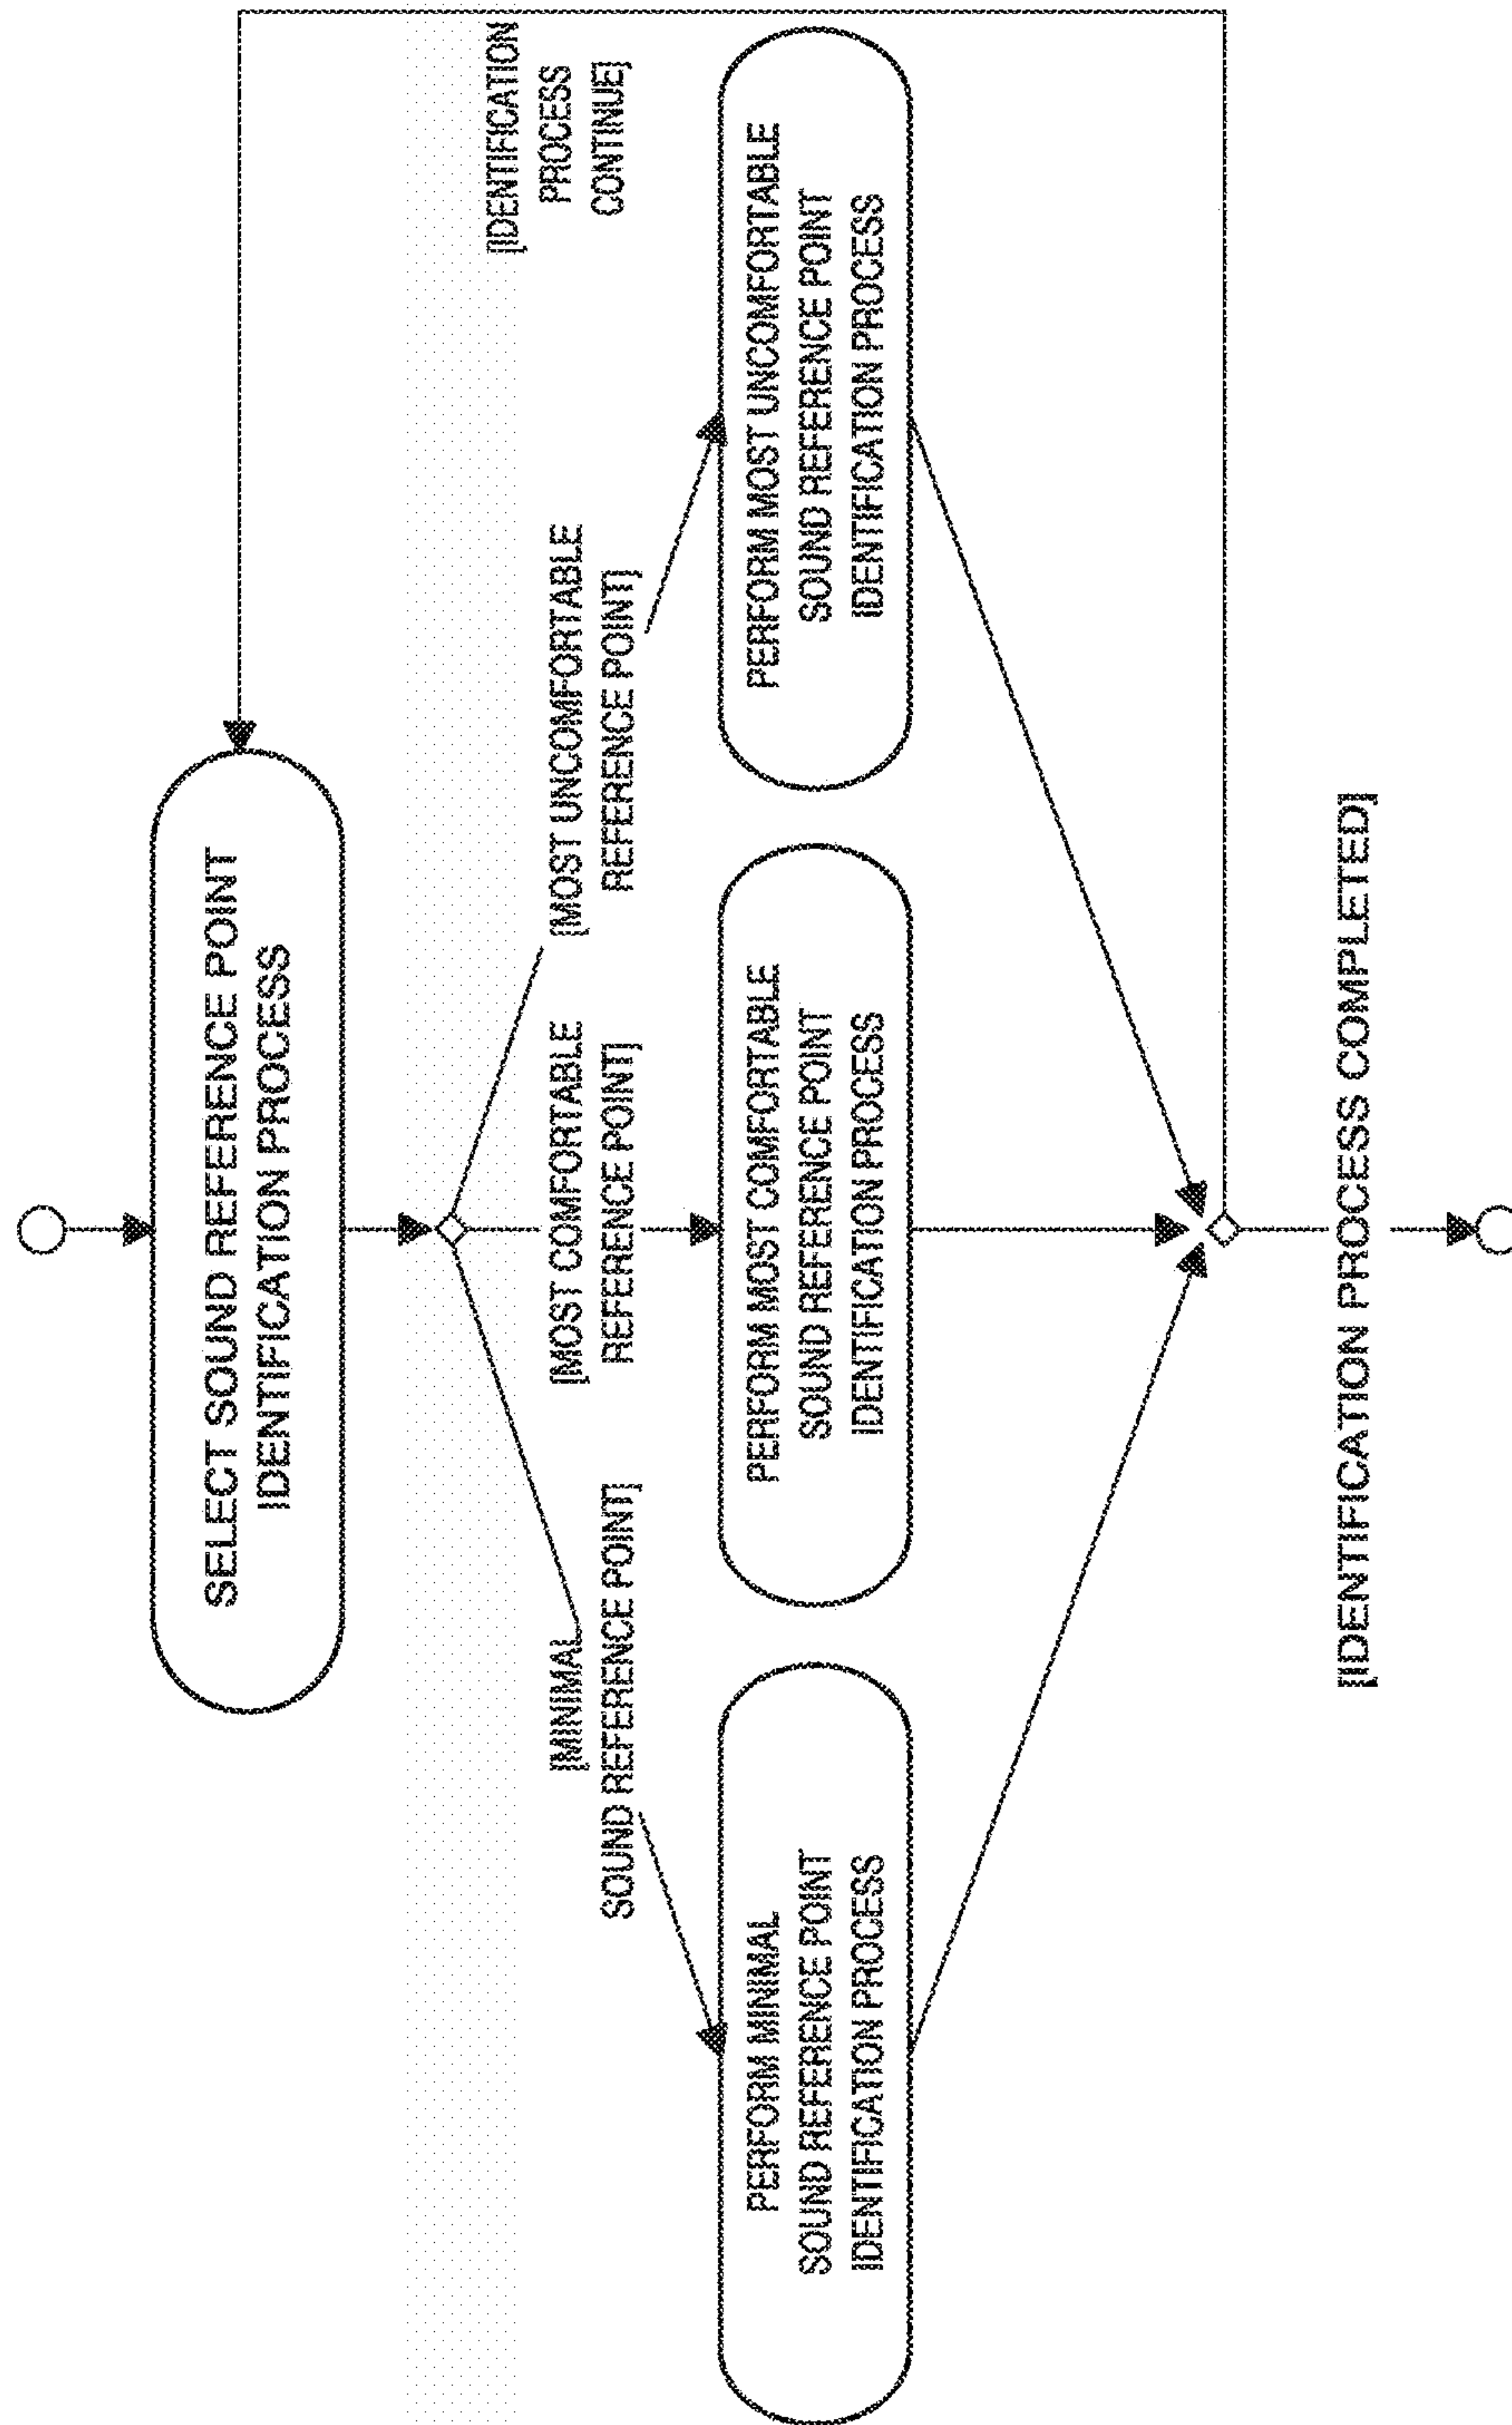 SELECT SOUND REFERENCE POINT
IDENTIFICATION PROCESS
[IDENTIFICATION
PROCESS
CONTINUE]
[MINIMAL
SOUND REFERENCE POINT]
[MOST COMFORTABLE
REFERENCE POINT]
[MOST UNCOMFORTABLE
REFERENCE POINT]
PERFORM MINIMAL
SOUND REFERENCE POINT
IDENTIFICATION PROCESS
PERFORM MOST COMFORTABLE
SOUND REFERENCE POINT
IDENTIFICATION PROCESS
PERFORM MOST UNCOMFORTABLE
SOUND REFERENCE POINT
IDENTIFICATION PROCESS
[IDENTIFICATION PROCESS COMPLETED]